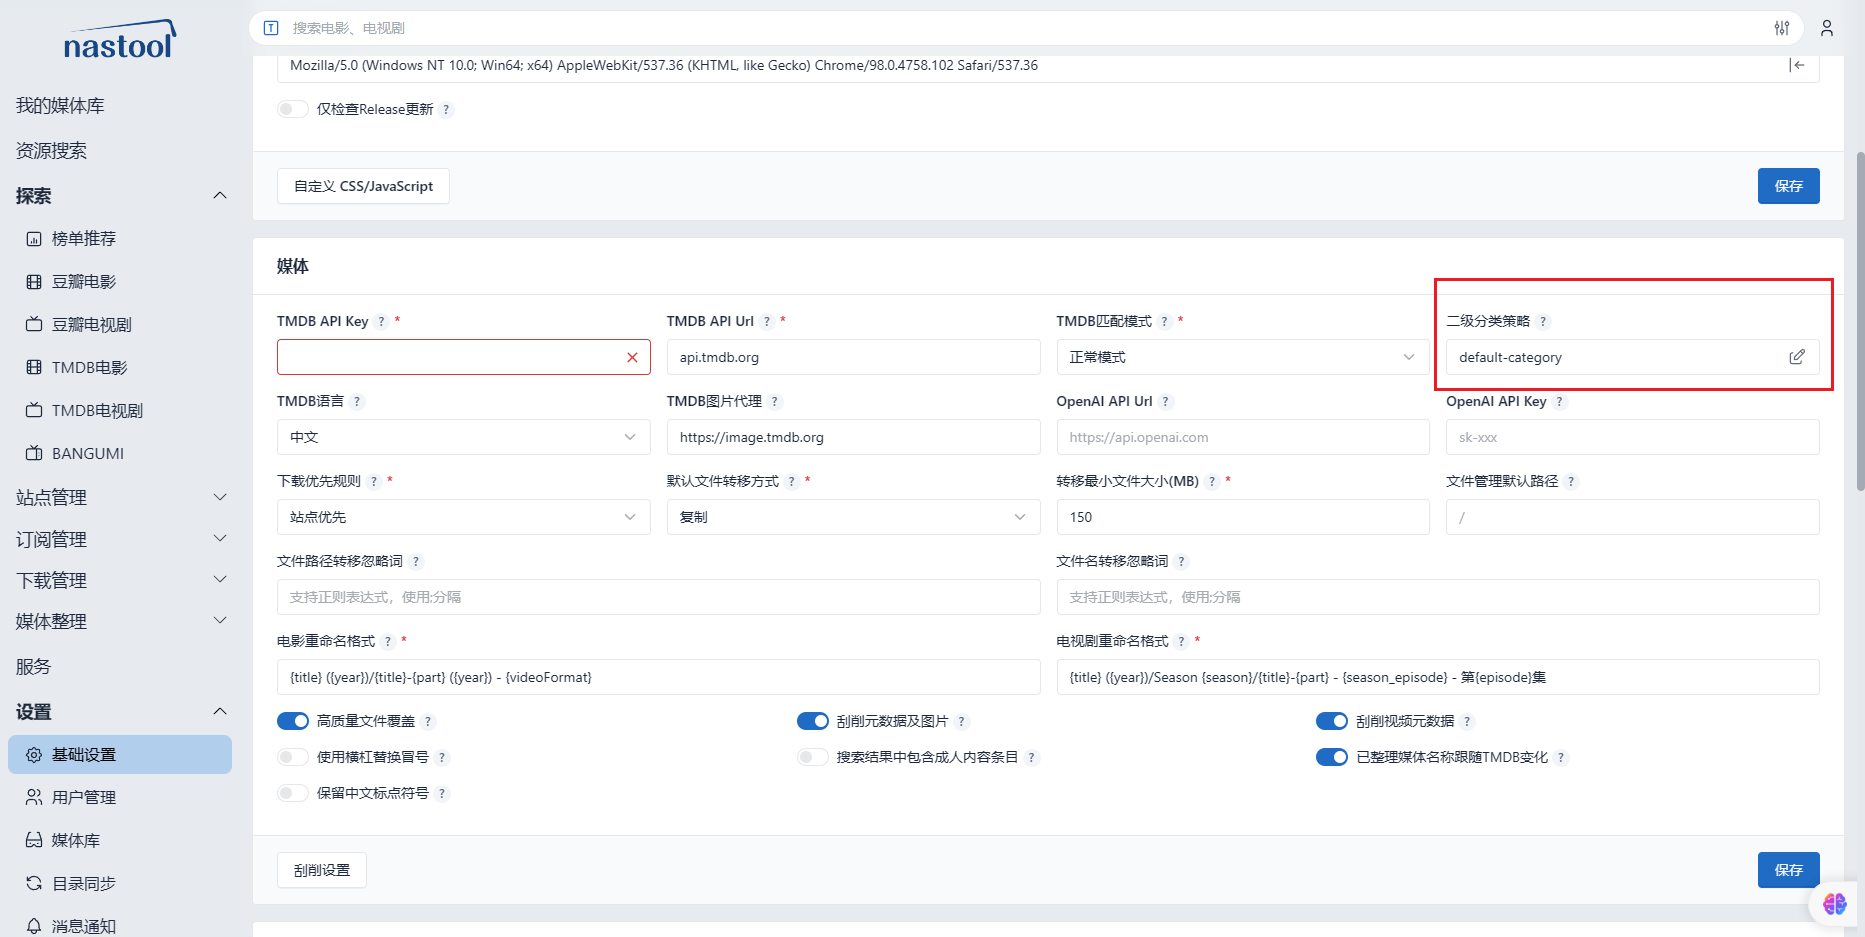 nastool
搜索电影、电视剧
我的媒体库
资源搜索
探索
榜单推荐
豆瓣电影
豆瓣电视剧
TMDB电影
TMDB电视剧
BANGUMI
站点管理
订阅管理
下载管理
媒体整理
服务
设置
基础设置
用户管理
媒体库
目录同步
消息通知
Mozilla/5.0 (Windows NT 10.0; Win64; x64) AppleWebKit/537.36 (KHTML, like Gecko) Chrome/98.0.4758.102 Safari/537.36
仅检查Release更新 ?
自定义 CSS/JavaScript
保存
媒体
TMDB API Key ? *
TMDB API Url ? *
TMDB匹配模式 ? *
二级分类策略 ?
api.tmdb.org
正常模式
default-category
TMDB语言 ?
TMDB图片代理 ?
OpenAI API Url ?
OpenAI API Key ?
中文
https://image.tmdb.org
https://api.openai.com
sk-xxx
下载优先规则 ? *
默认文件转移方式 ? *
转移最小文件大小(MB) ? *
文件管理默认路径 ?
站点优先
复制
150
/
文件路径转移忽略词 ?
文件名转移忽略词 ?
支持正则表达式，使用;分隔
支持正则表达式，使用;分隔
电影重命名格式 ? *
电视剧重命名格式 ? *
{title} ({year})/{title}-{part} ({year}) - {videoFormat}
{title} ({year})/Season {season}/{title}-{part} - {season_episode} - 第{episode}集
高质量文件覆盖 ?
刮削元数据及图片 ?
刮削视频元数据 ?
使用横杠替换冒号 ?
搜索结果中包含成人内容条目 ?
已整理媒体名称跟随TMDB变化 ?
保留中文标点符号 ?
刮削设置
保存